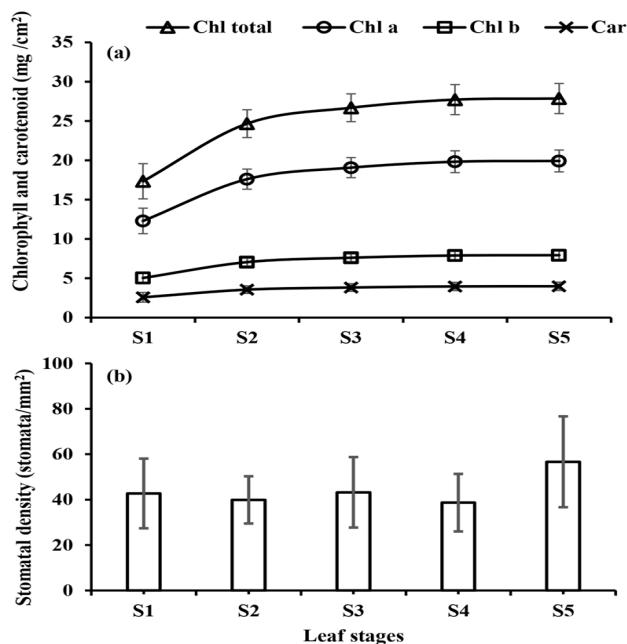 Chl total Chl a Chl b Car
(a)
Chlorophyll and carotenoid (mg /cm²)
35
30
25
20
15
10
5
0
S1 S2 S3 S4 S5
(b)
Stomatal density (stomata/mm²)
100
80
60
40
20
0
S1 S2 S3 S4 S5
Leaf stages